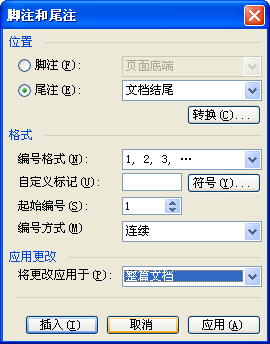 脚注和尾注
位置
脚注(F): 页面底端
尾注(E): 文档结尾
转换(C)...
格式
编号格式(N): 1, 2, 3, …
自定义标记(U): 符号(Y)...
起始编号(S): 1
编号方式(M) 连续
应用更改
将更改应用于(P): 整篇文档
插入(I) 取消 应用(A)